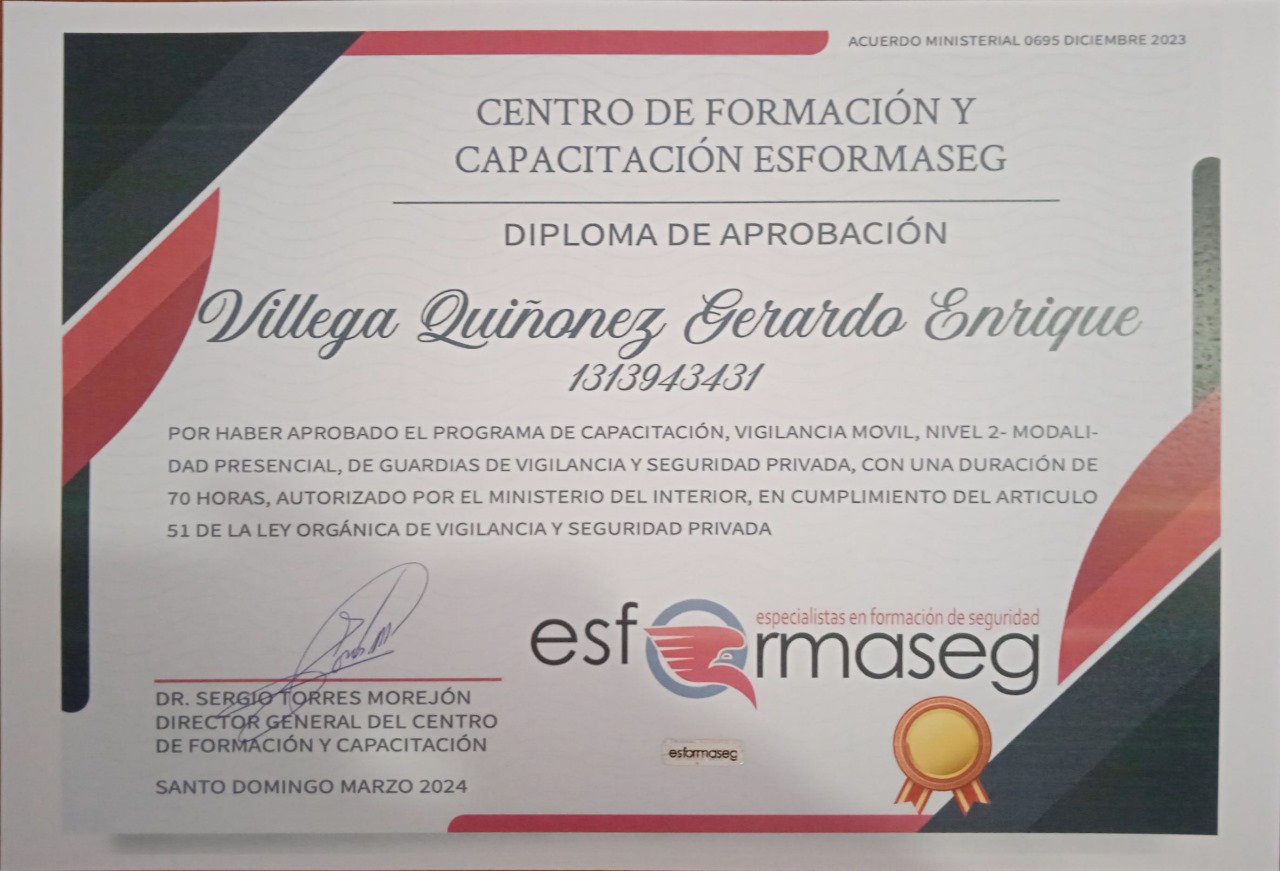 ACUERDO MINISTERIAL 0695 DICIEMBRE 2023
CENTRO DE FORMACIÓN Y
CAPACITACIÓN ESFORMASEG
DIPLOMA DE APROBACIÓN
Villega Quiñonez Gerardo Enrique
1313943431
POR HABER APROBADO EL PROGRAMA DE CAPACITACIÓN, VIGILANCIA MOVIL, NIVEL 2- MODALI-
DAD PRESENCIAL, DE GUARDIAS DE VIGILANCIA Y SEGURIDAD PRIVADA, CON UNA DURACIÓN DE
70 HORAS, AUTORIZADO POR EL MINISTERIO DEL INTERIOR, EN CUMPLIMIENTO DEL ARTICULO
51 DE LA LEY ORGÁNICA DE VIGILANCIA Y SEGURIDAD PRIVADA
especialistas en formación de seguridad
esformaseg
DR. SERGIO TORRES MOREJÓN
DIRECTOR GENERAL DEL CENTRO
DE FORMACIÓN Y CAPACITACIÓN
esformaseg
SANTO DOMINGO MARZO 2024